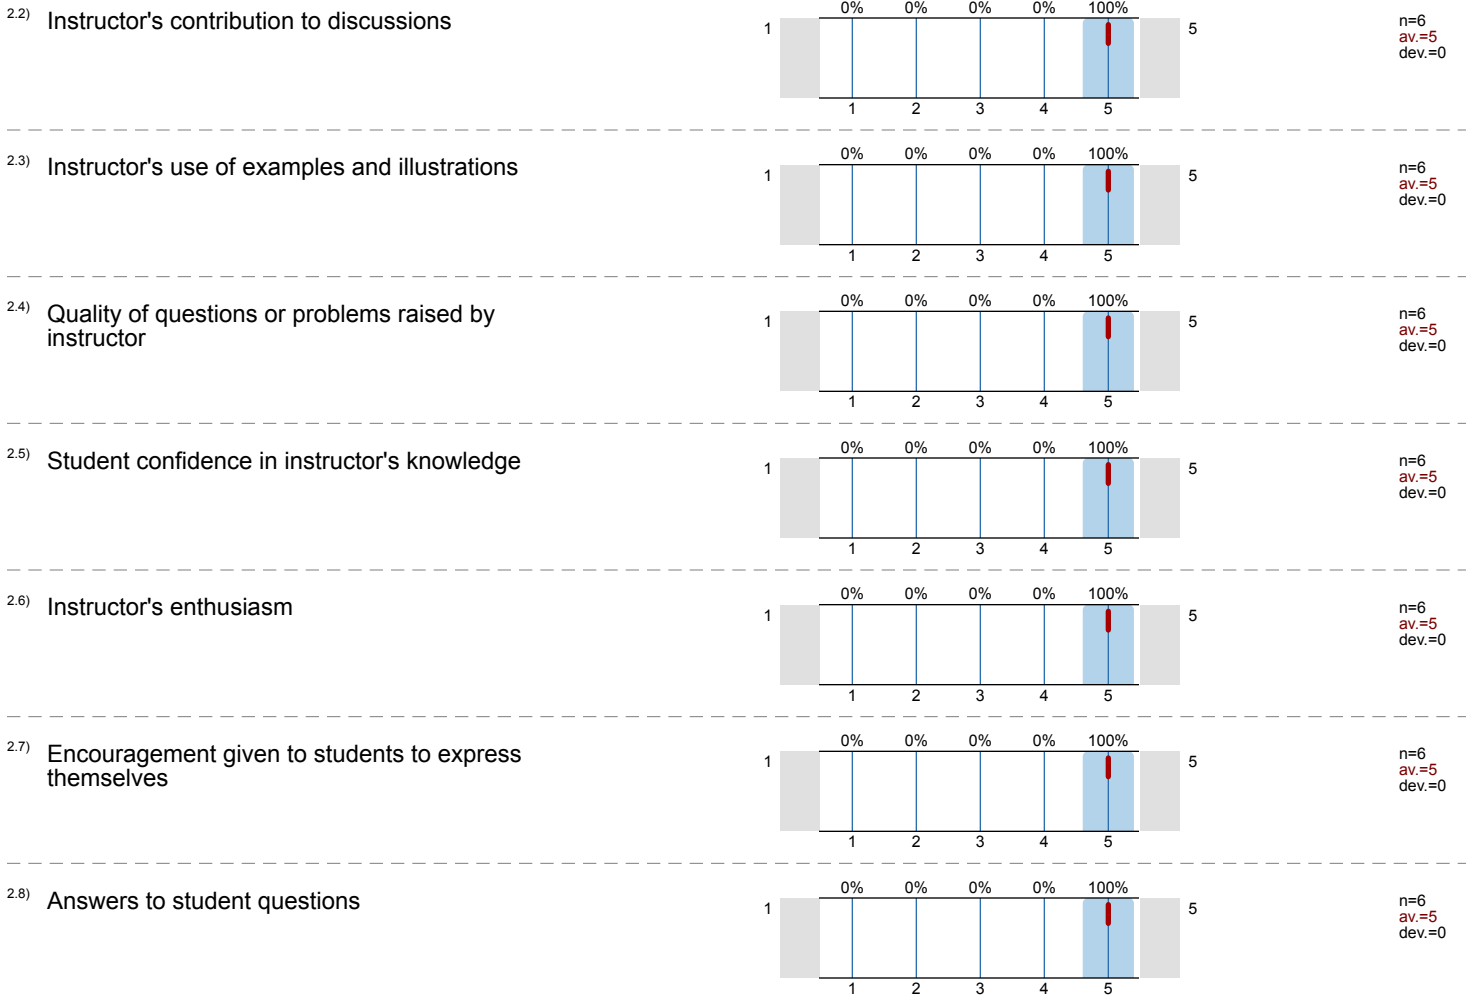 2.2) Instructor's contribution to discussions
0% 0% 0% 0% 100%
1 5
n=6
av.=5
dev.=0
1 2 3 4 5
2.3) Instructor's use of examples and illustrations
0% 0% 0% 0% 100%
1 5
n=6
av.=5
dev.=0
1 2 3 4 5
2.4) Quality of questions or problems raised by
instructor
0% 0% 0% 0% 100%
1 5
n=6
av.=5
dev.=0
1 2 3 4 5
2.5) Student confidence in instructor's knowledge
0% 0% 0% 0% 100%
1 5
n=6
av.=5
dev.=0
1 2 3 4 5
2.6) Instructor's enthusiasm
0% 0% 0% 0% 100%
1 5
n=6
av.=5
dev.=0
1 2 3 4 5
2.7) Encouragement given to students to express
themselves
0% 0% 0% 0% 100%
1 5
n=6
av.=5
dev.=0
1 2 3 4 5
2.8) Answers to student questions
0% 0% 0% 0% 100%
1 5
n=6
av.=5
dev.=0
1 2 3 4 5